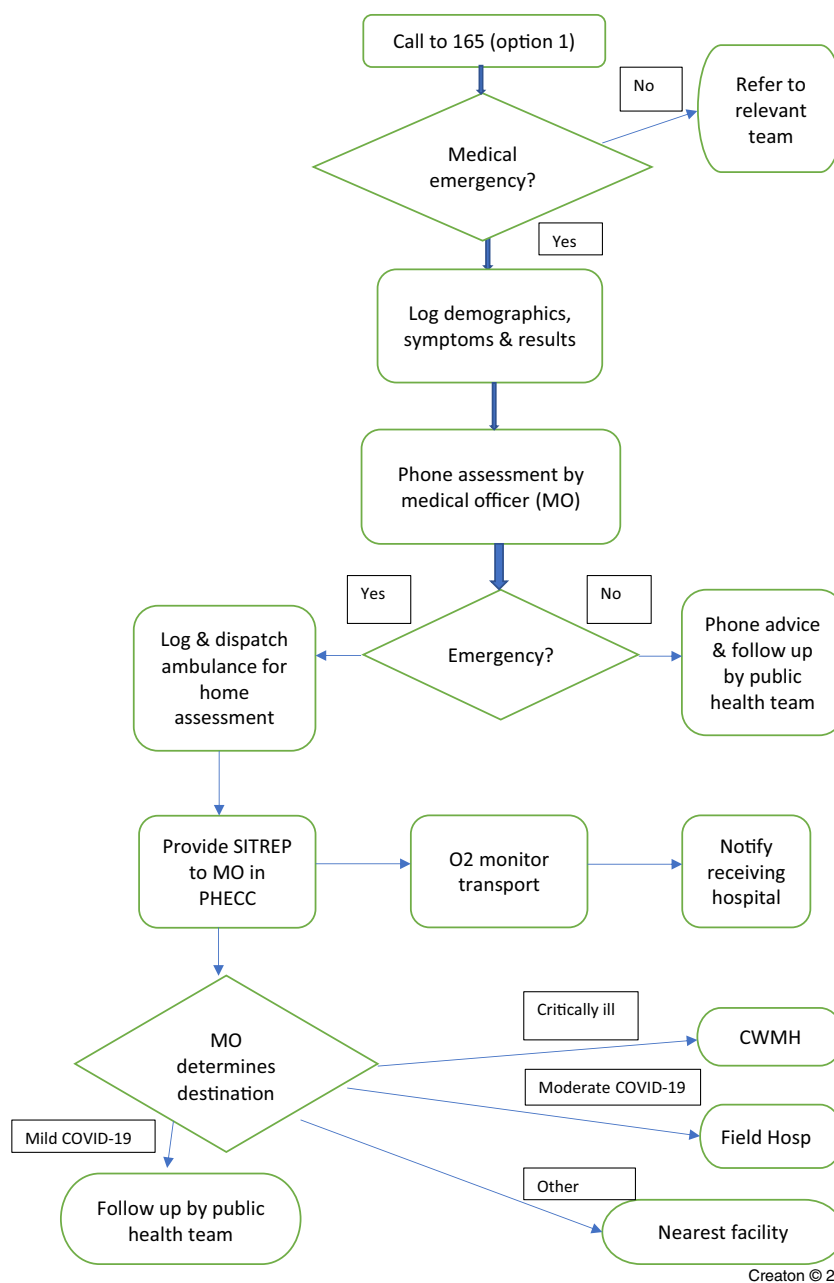 Call to 165 (option 1)
No
Refer to
relevant
team
Medical
emergency?
Yes
Log demographics,
symptoms & results
Phone assessment by
medical officer (MO)
Yes
No
Log & dispatch
ambulance for
home
assessment
Emergency?
Phone advice
& follow up
by public
health team
Provide SITREP
to MO in
PHECC
O2 monitor
transport
Notify
receiving
hospital
MO
determines
destination
Critically ill
CWMH
Moderate COVID-19
Field Hosp
Mild COVID-19
Other
Follow up by public
health team
Nearest facility
Creaton © 2